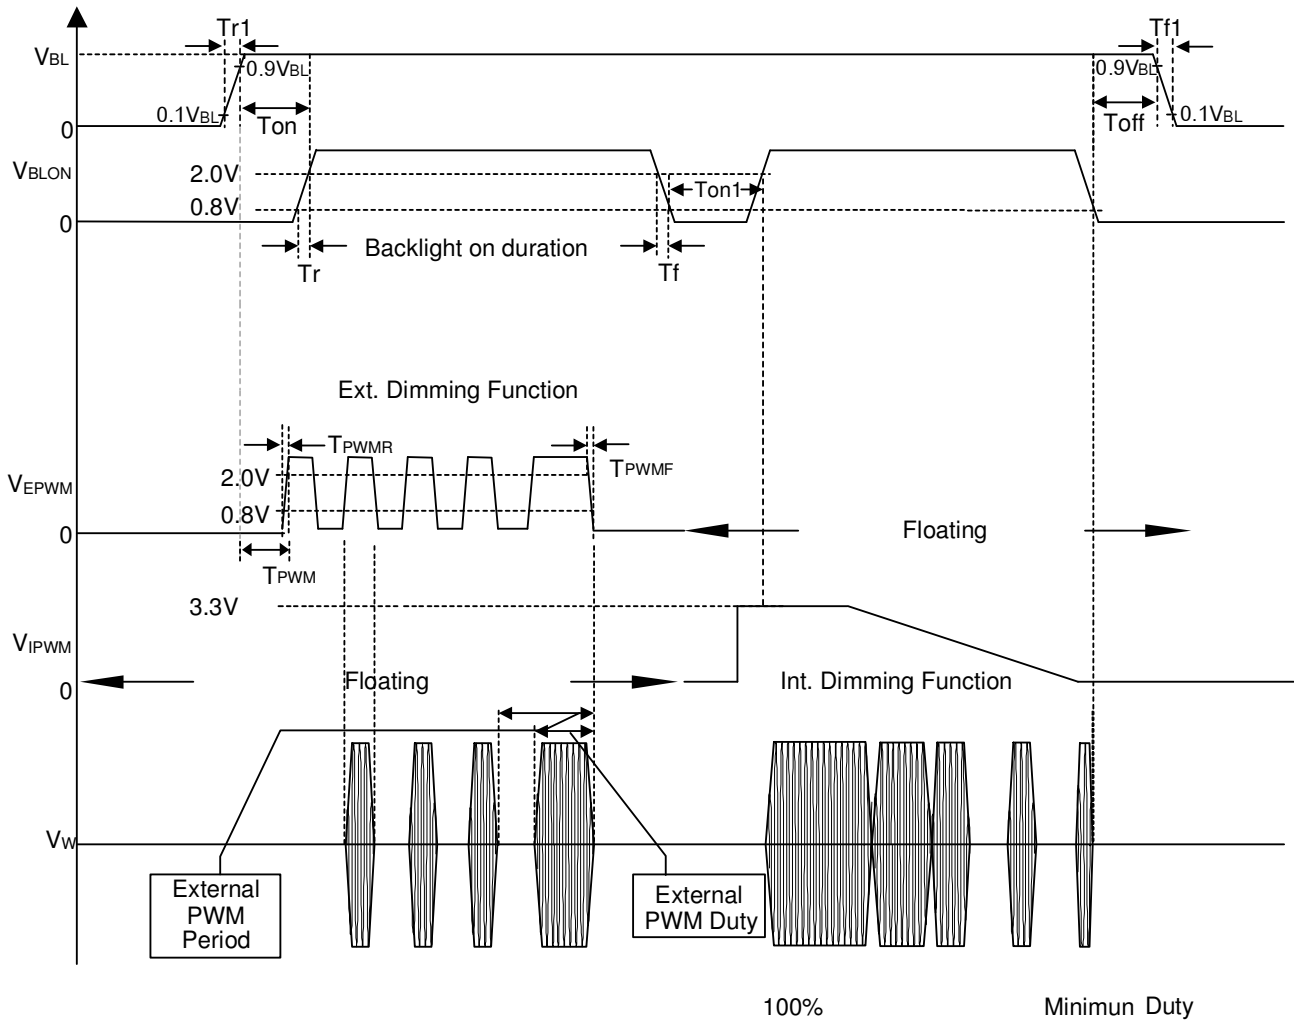 Tr1
Tf1
VBL
0.9VBL
0.9VBL
0.1VBL
0.1VBL
Ton
Toff
0
VBLON
2.0V
Ton1
0.8V
0
Backlight on duration
Tr
Tf
Ext. Dimming Function
TPWMR
TPWMF
2.0V
VEPWM
0.8V
0
Floating
TPWM
3.3V
VIPWM
0
Floating
Int. Dimming Function
VW
External
PWM
Period
External
PWM Duty
100%
Minimun Duty